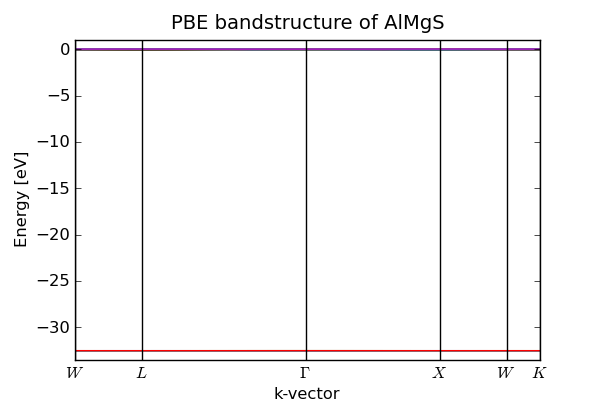 PBE bandstructure of AlMgS
0
−5
−10
−15
−20
−25
−30
Energy [eV]
W L Γ X W K
k-vector